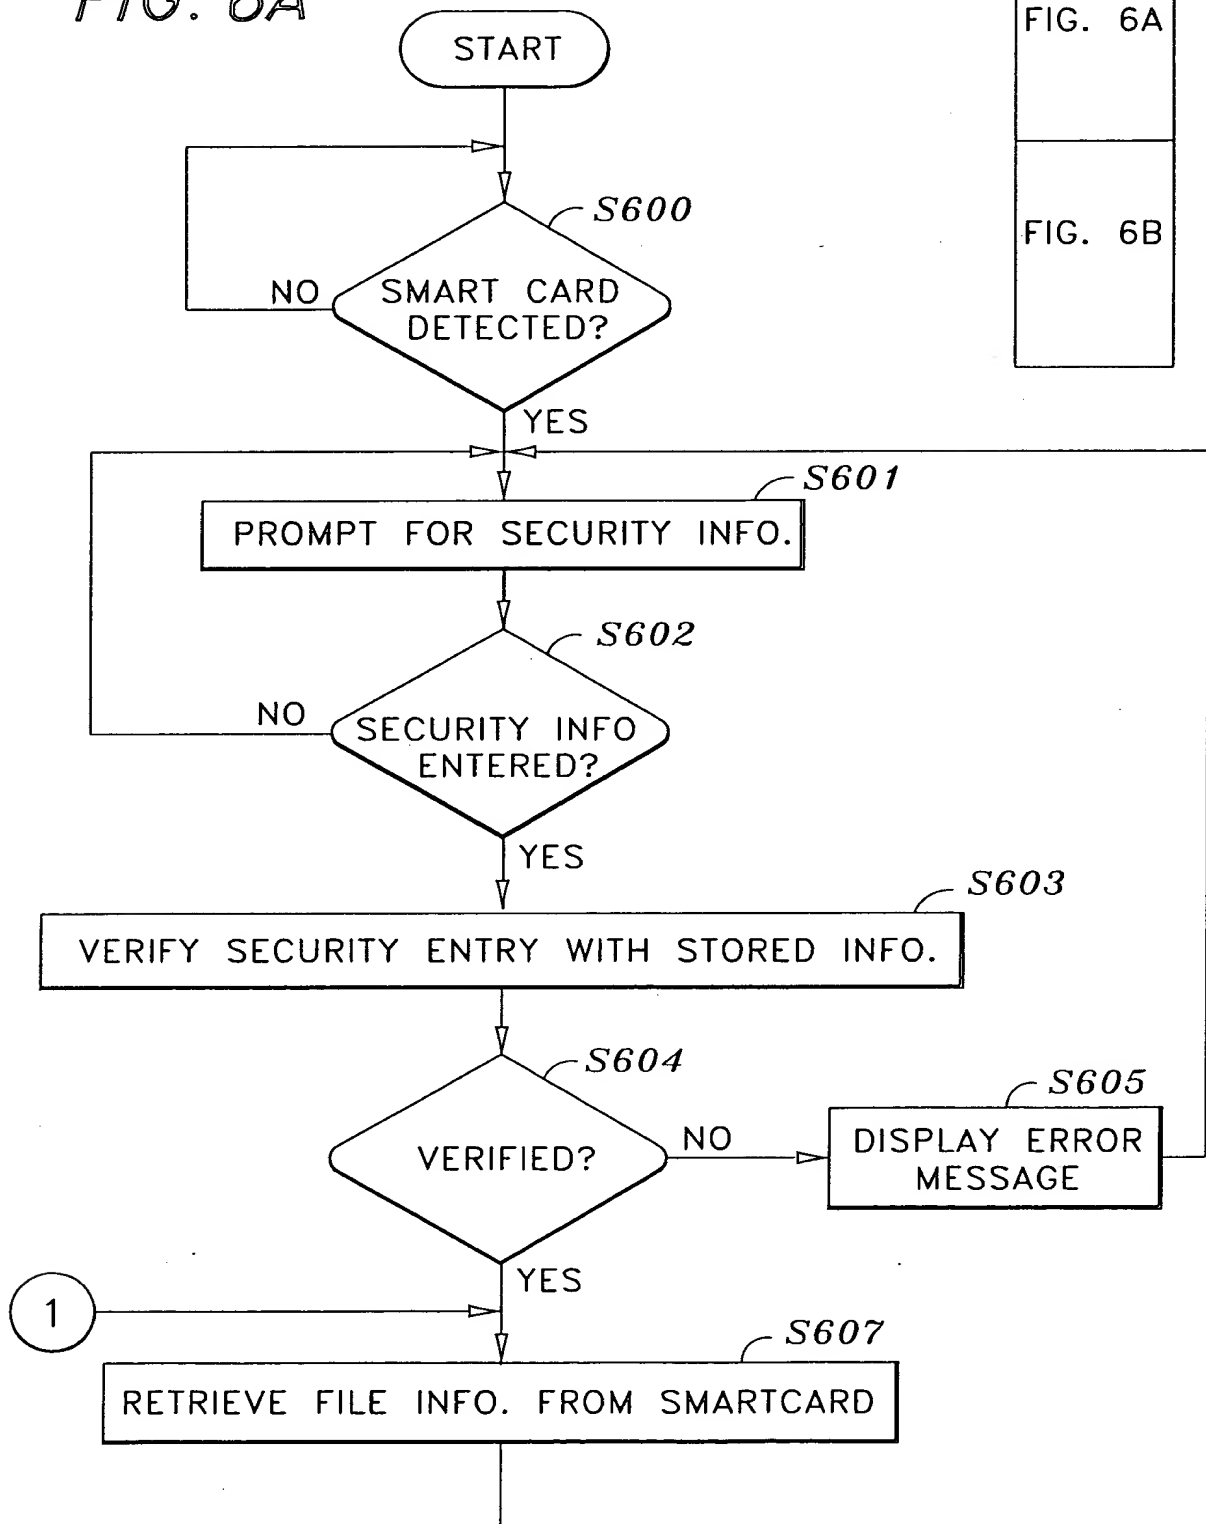 FIG. 6A
START
FIG. 6A
FIG. 6B
S600
NO
SMART CARD
DETECTED?
YES
S601
PROMPT FOR SECURITY INFO.
S602
NO
SECURITY INFO
ENTERED?
YES
S603
VERIFY SECURITY ENTRY WITH STORED INFO.
S604
VERIFIED?
NO
S605
DISPLAY ERROR
MESSAGE
YES
1
S607
RETRIEVE FILE INFO. FROM SMARTCARD